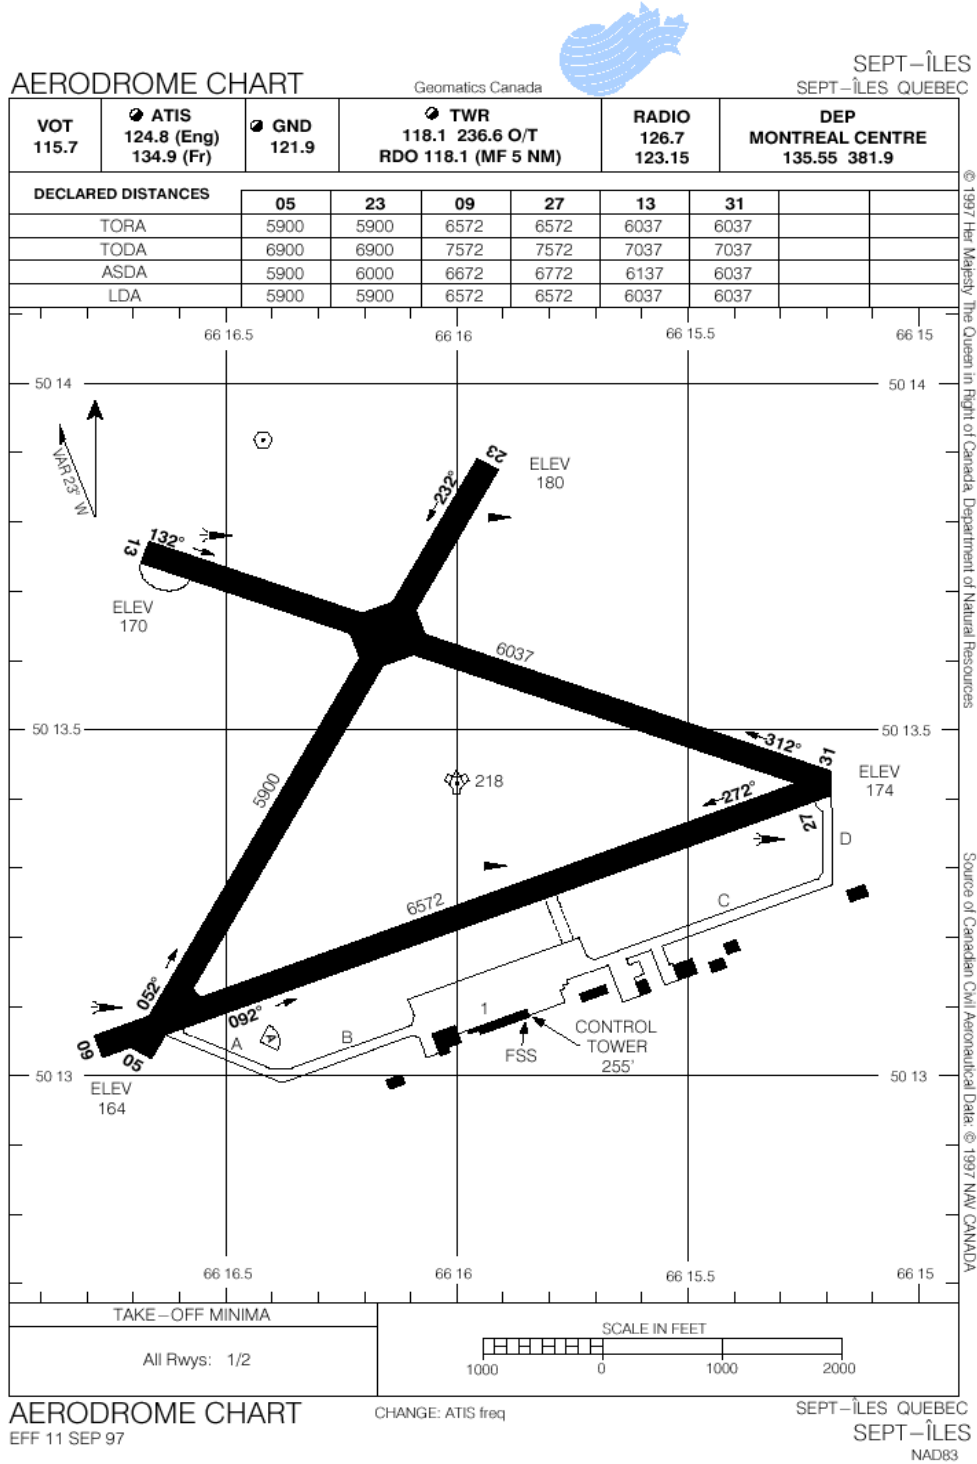 AERODROME CHART
Geomatics Canada
SEPT–ÎLES
SEPT–ÎLES QUEBEC
VOT
115.7
ATIS
124.8 (Eng)
134.9 (Fr)
GND
121.9
TWR
118.1 236.6 O/T
RDO 118.1 (MF 5 NM)
RADIO
126.7
123.15
DEP
MONTREAL CENTRE
135.55 381.9
DECLARED DISTANCES 05 23 09 27 13 31
TORA 5900 5900 6572 6572 6037 6037
TODA 6900 6900 7572 7572 7037 7037
ASDA 5900 6000 6672 6772 6137 6037
LDA 5900 5900 6572 6572 6037 6037
66 16.5 66 16 66 15.5 66 15
50 14 50 14
VAR 23° W
23
ELEV
180
232°
13
132°
ELEV
170
6037
50 13.5 50 13.5
312°
31
ELEV
174
272°
27
D
5900
218
C
6572
052°
092°
09
05
ELEV
164
A
A
B
1
FSS
CONTROL
TOWER
255'
50 13 50 13
66 16.5 66 16 66 15.5 66 15
© 1997 Her Majesty The Queen in Right of Canada, Department of Natural Resources
Source of Canadian Civil Aeronautical Data: © 1997 NAV CANADA
TAKE–OFF MINIMA
All Rwys: 1/2
SCALE IN FEET
1000 0 1000 2000
AERODROME CHART
EFF 11 SEP 97
CHANGE: ATIS freq
SEPT–ÎLES QUEBEC
SEPT–ÎLES
NAD83